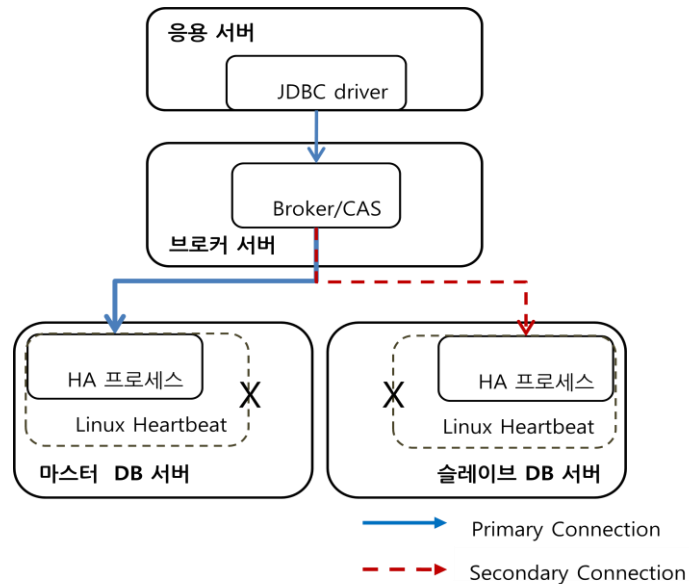 응용 서버
JDBC driver
Broker/CAS
브로커 서버
HA 프로세스
X
Linux Heartbeat
마스터 DB 서버
HA 프로세스
X
Linux Heartbeat
슬레이브 DB 서버
Primary Connection
Secondary Connection